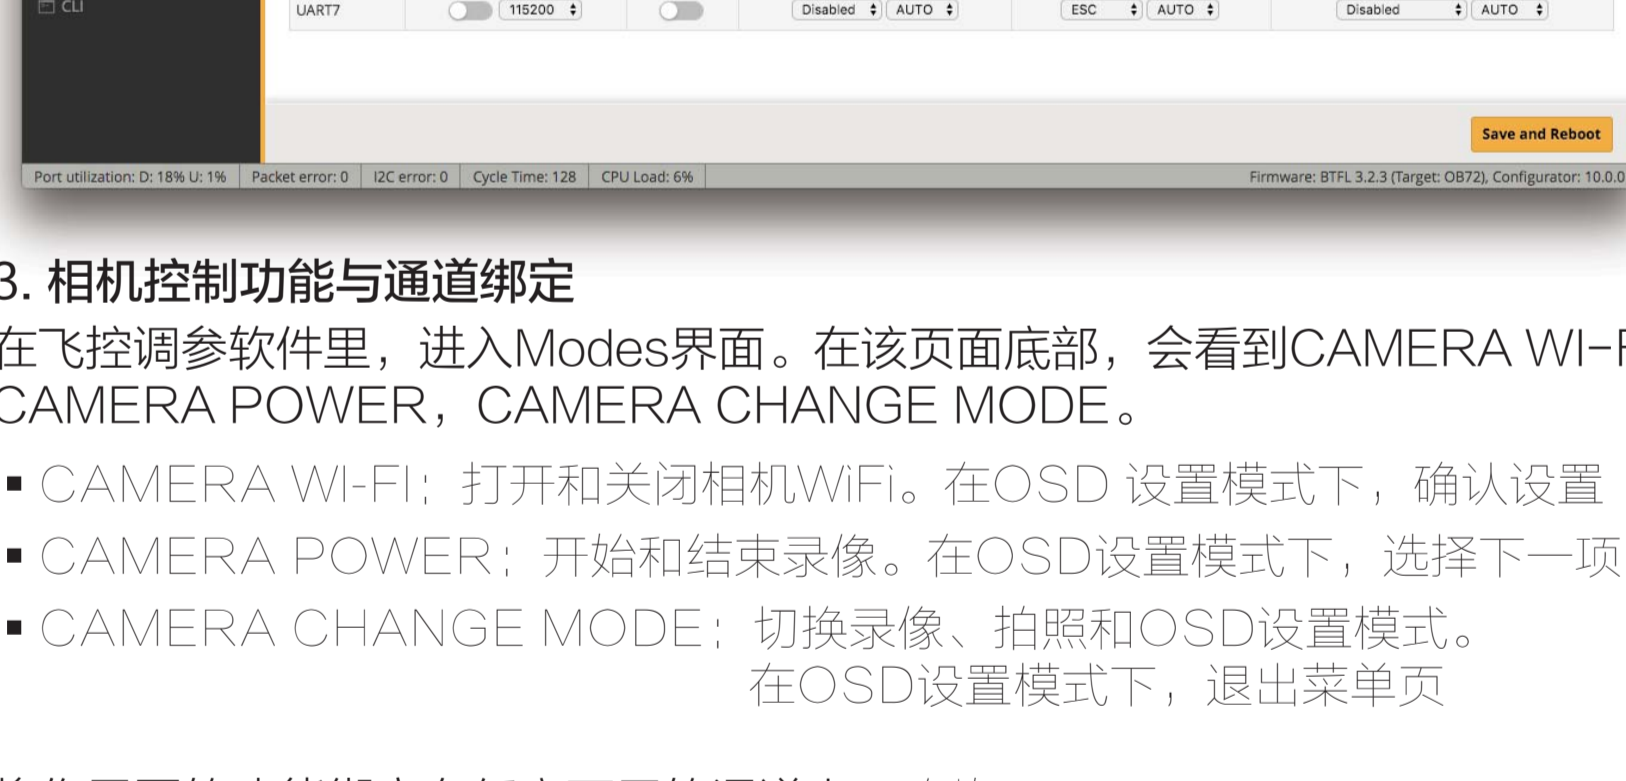 CLI
UART7 115200 Disabled AUTO ESC AUTO Disabled AUTO
Save and Reboot
Port utilization: D: 18% U: 1% Packet error: 0 I2C error: 0 Cycle Time: 128 CPU Load: 6% Firmware: BTFL 3.2.3 (Target: OB72), Configurator: 10.0.0
3. 相机控制功能与通道绑定
在飞控调参软件里，进入Modes界面。在该页面底部，会看到CAMERA WI-F
CAMERA POWER，CAMERA CHANGE MODE。
▪ CAMERA WI-FI；打开和关闭相机WiFi。在OSD 设置模式下，确认设置
▪ CAMERA POWER；开始和结束录像。在OSD设置模式下，选择下一项
▪ CAMERA CHANGE MODE；切换录像、拍照和OSD设置模式。
在OSD设置模式下，退出菜单页